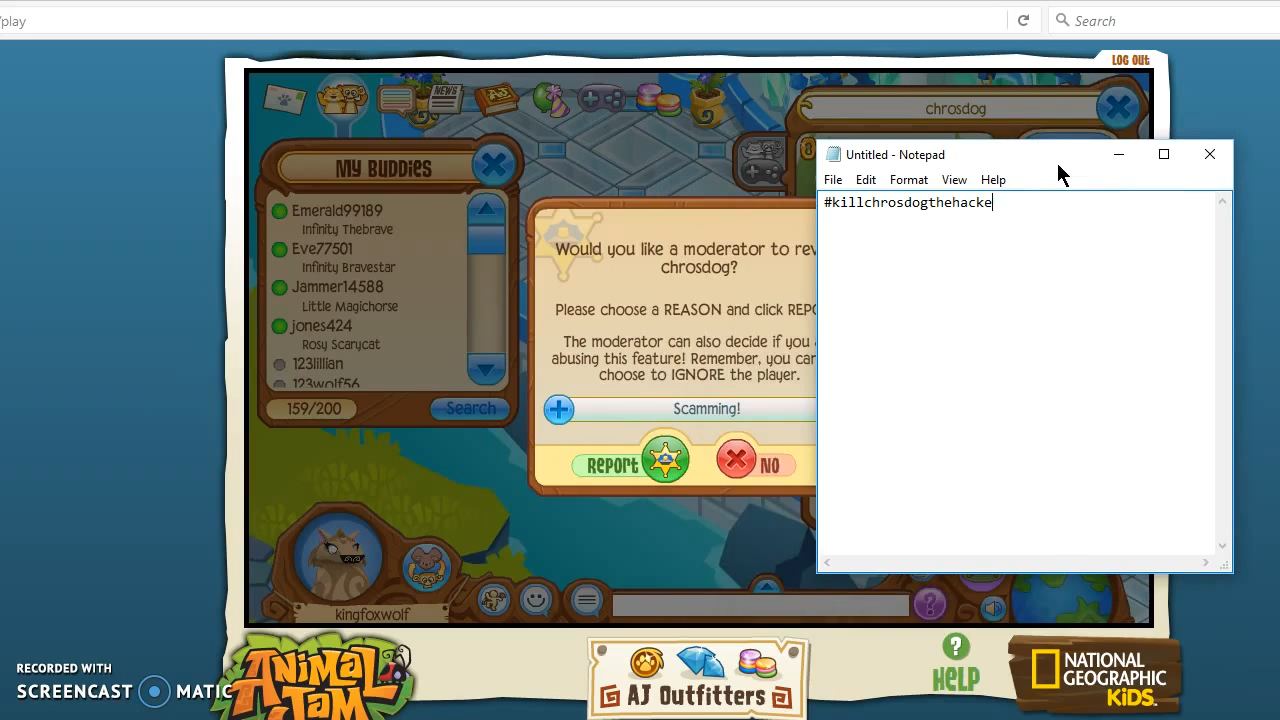 /play
Search
LOG OUT
NEWS
AJ
chrosdog
MY BUDDIES
Emerald99189
Infinity Thebrave
Eve77501
Infinity Bravestar
Jammer14588
Little Magichorse
jones424
Rosy Scarycat
123lillian
123wolf56
159/200
Search
Would you like a moderator to rev
chrosdog?
Please choose a REASON and click REPO
The moderator can also decide if you a
abusing this feature! Remember, you can
choose to IGNORE the player.
Scamming!
REPORT
NO
Untitled - Notepad
File Edit Format View Help
#killchrosdogthehacke
kingfoxwolf
RECORDED WITH
SCREENCAST MATIC
ANIMAL JAM
AJ Outfitters
? HELP
NATIONAL
GEOGRAPHIC
KiDS